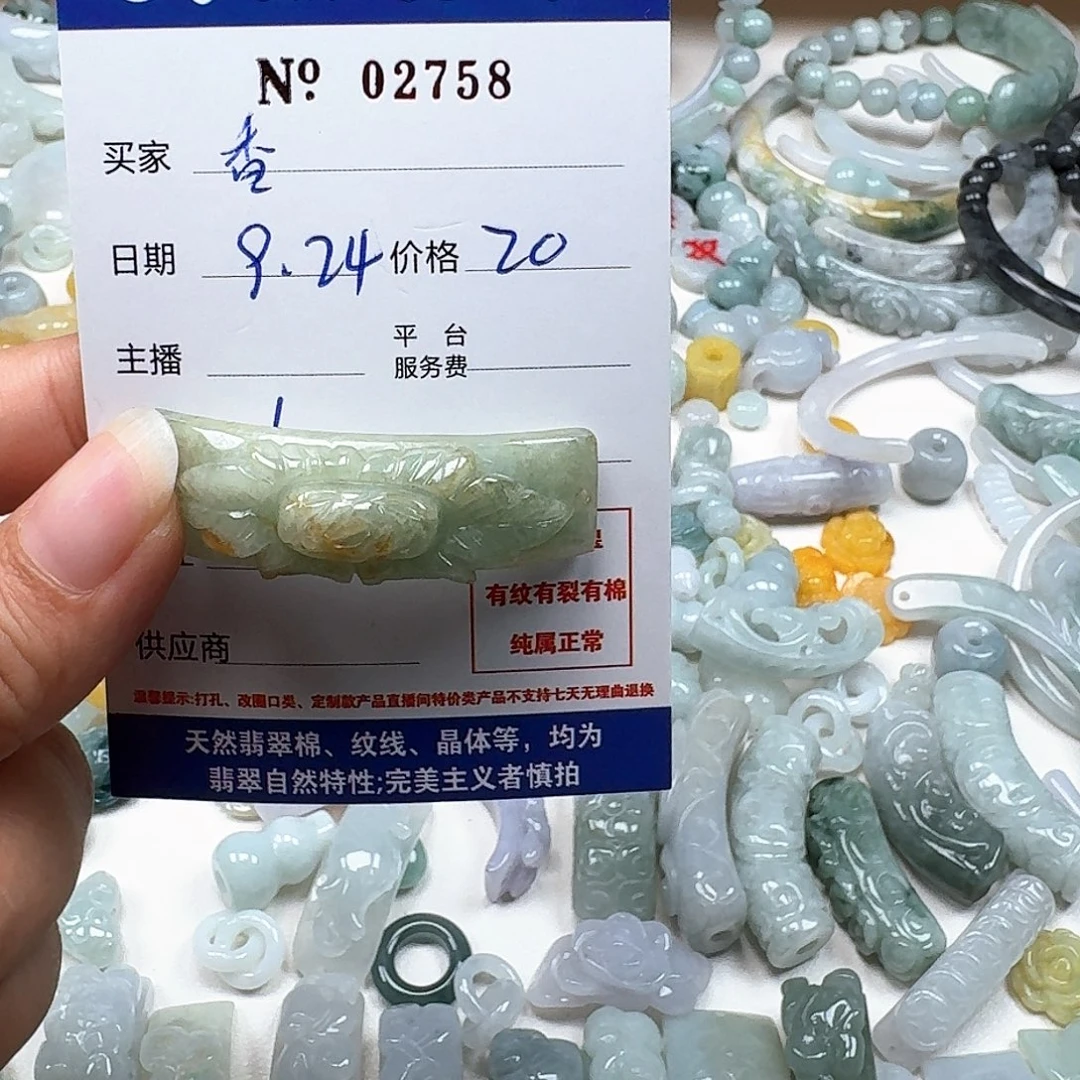 № 02758
买家 香
日期 9.24 价格 20
主播 平台服务费
有纹有裂有棉
纯属正常
供应商
温馨提示:打孔、改圈口类、定制款产品直播间特价类产品不支持七天无理由退换
天然翡翠棉、纹线、晶体等，均为
翡翠自然特性;完美主义者慎拍